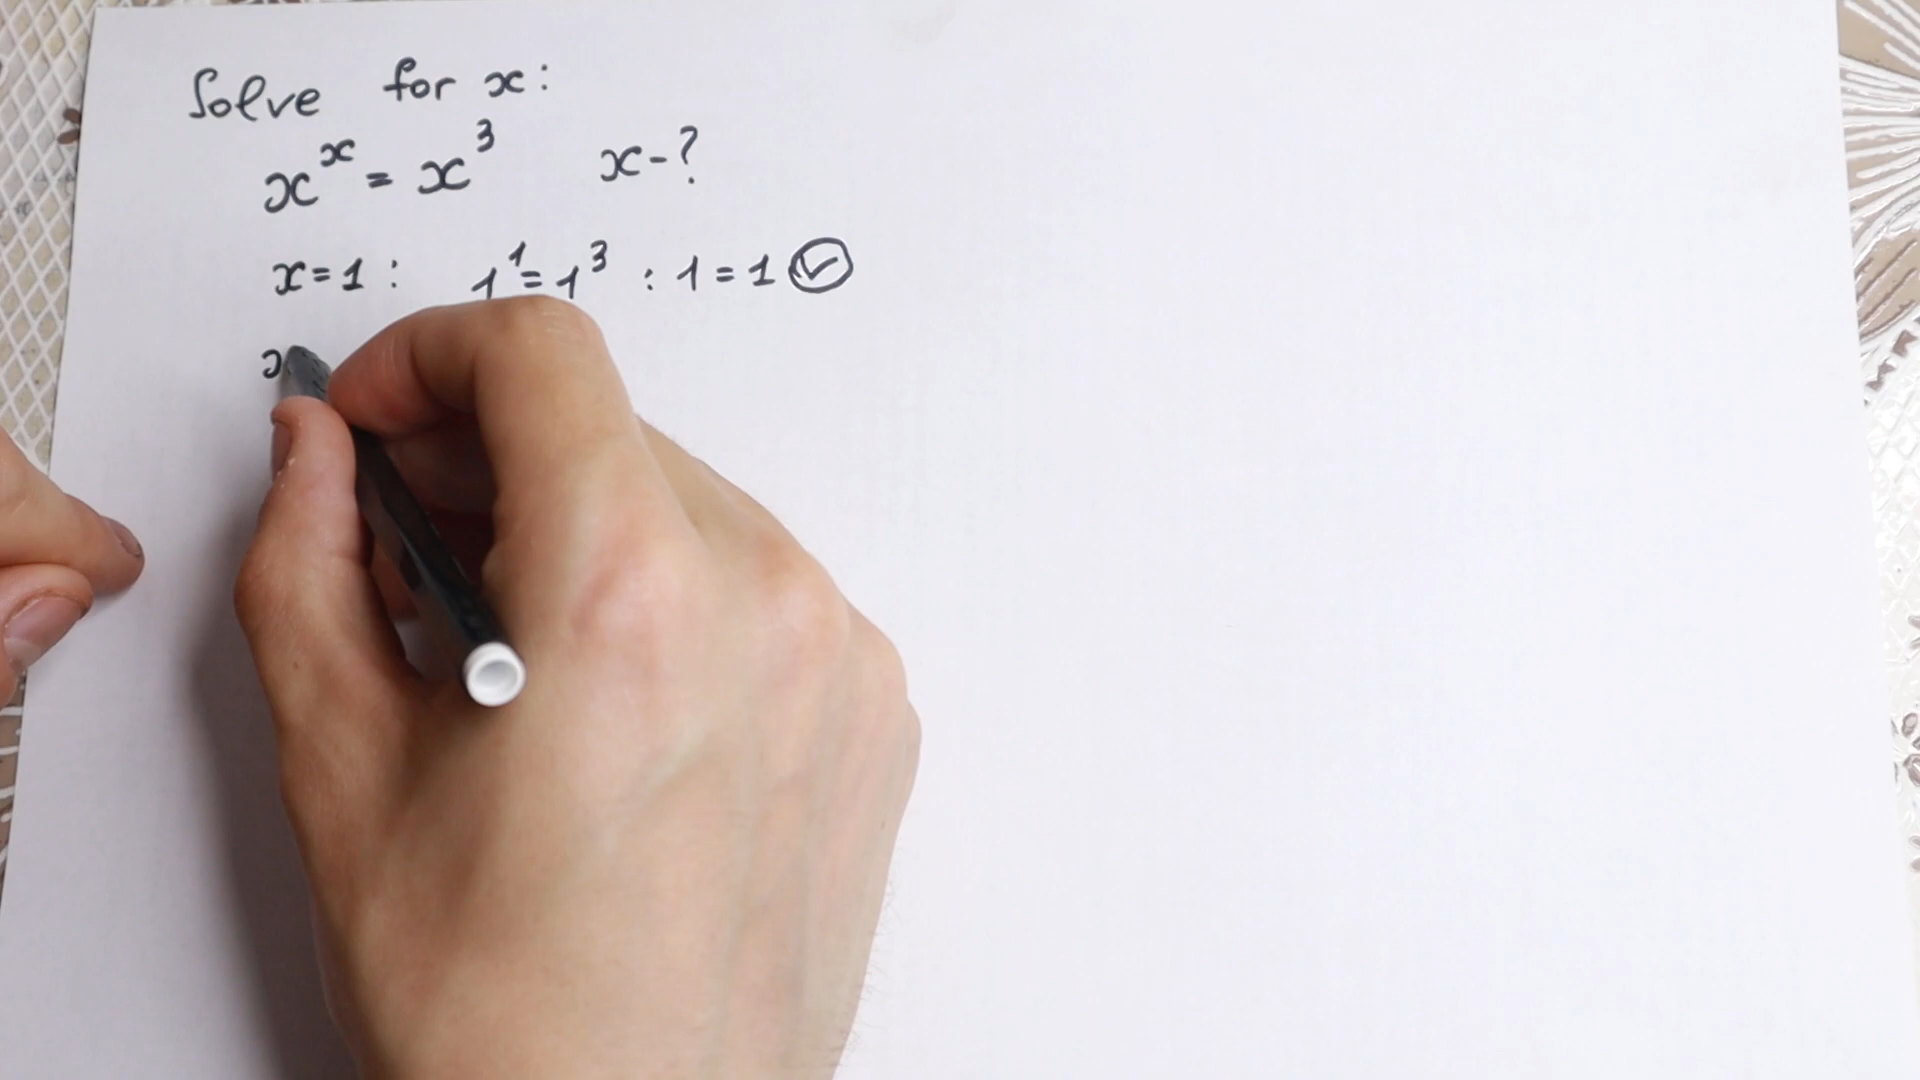 Solve for x:
x^x = x^3 x-?
x=1: 1^1=1^3 : 1=1 ✓
x